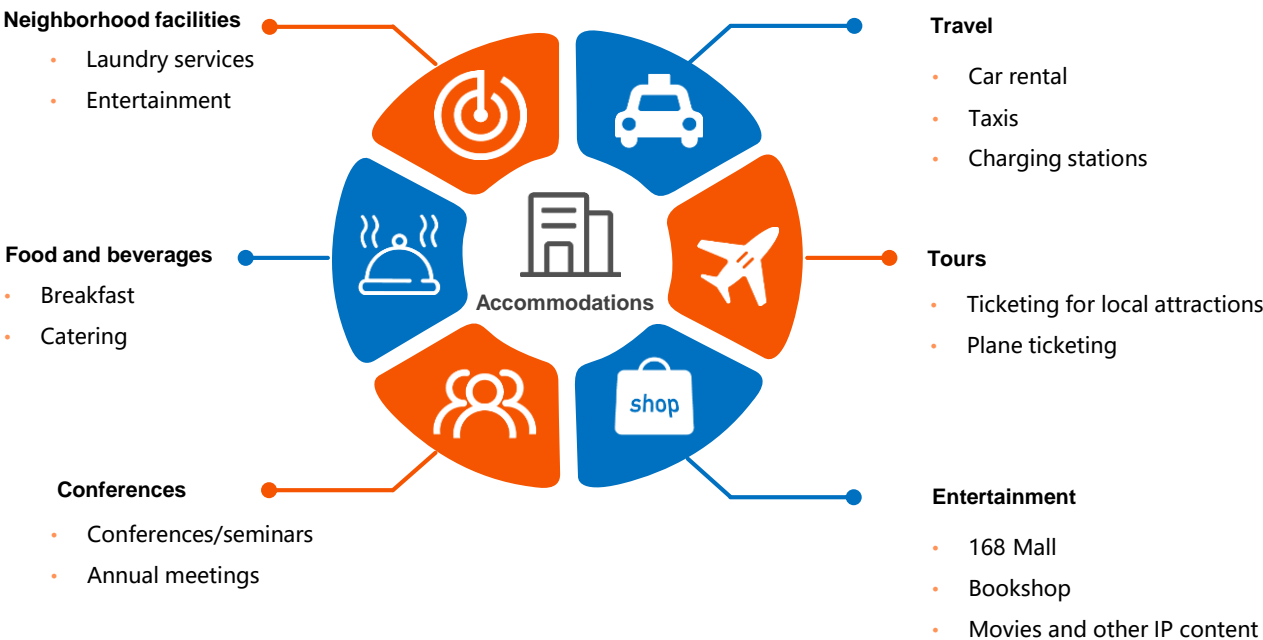 Neighborhood facilities
• Laundry services
• Entertainment
Food and beverages
• Breakfast
• Catering
Conferences
• Conferences/seminars
• Annual meetings
Accommodations
shop
Travel
• Car rental
• Taxis
• Charging stations
Tours
• Ticketing for local attractions
• Plane ticketing
Entertainment
• 168 Mall
• Bookshop
• Movies and other IP content